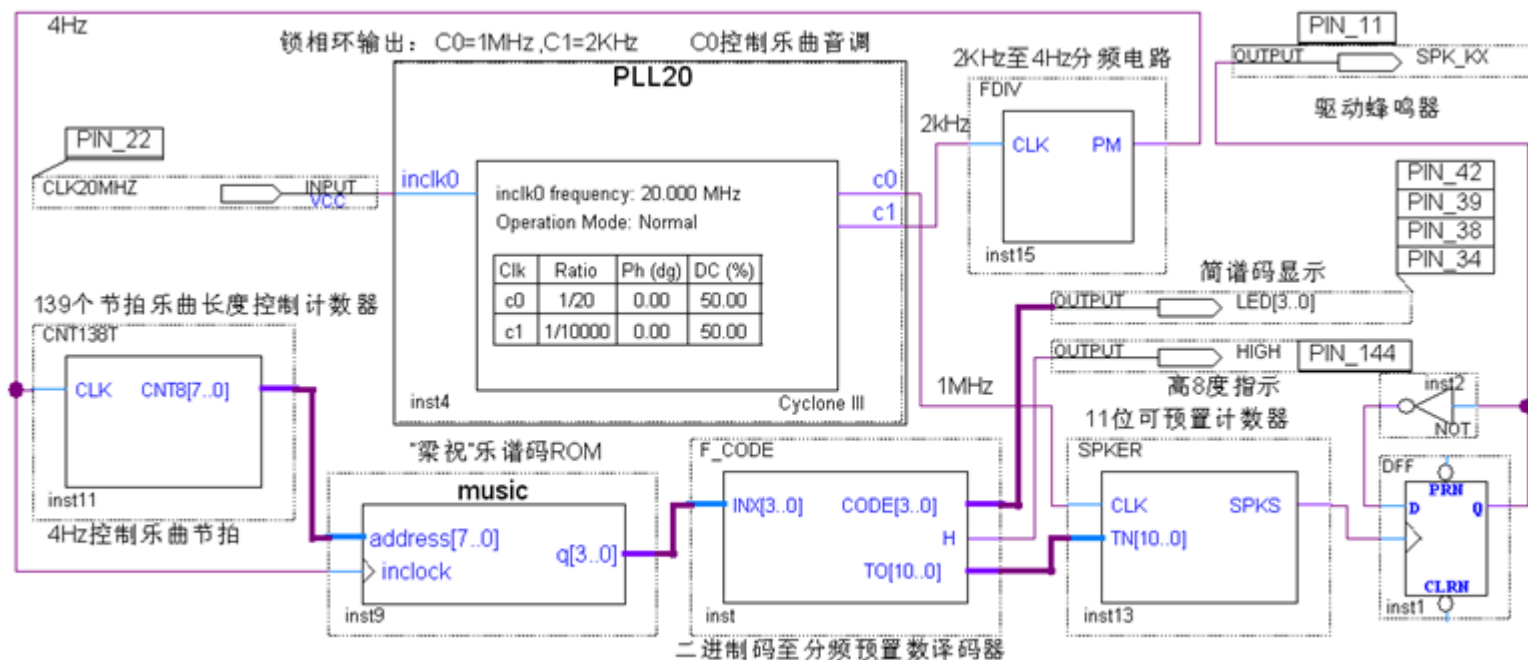 4Hz
锁相环输出：C0=1MHz ,C1=2KHz C0控制乐曲音调
PLL20
PIN_22
CLK20MHZ
INPUT
VCC
inclk0
inclk0 frequency: 20.000 MHz
Operation Mode: Normal
Clk Ratio Ph (dg) DC (%)
c0 1/20 0.00 50.00
c1 1/10000 0.00 50.00
c0
c1
inst4
Cyclone III
2KHz至4Hz分频电路
FDIV
2kHz
CLK PM
inst15
PIN_11
OUTPUT SPK_KX
驱动蜂鸣器
PIN_42
PIN_39
PIN_38
PIN_34
简谱码显示
OUTPUT LED[3..0]
OUTPUT HIGH PIN_144
高8度指示
139个节拍乐曲长度控制计数器
CNT138T
CLK CNT8[7..0]
inst11
4Hz控制乐曲节拍
"梁祝"乐谱码ROM
music
address[7..0]
q[3..0]
inclock
inst9
F_CODE
INX[3..0] CODE[3..0]
H
TO[10..0]
inst
二进制码至分频预置数译码器
1MHz
11位可预置计数器
SPKER
CLK SPKS
TN[10..0]
inst13
inst2
NOT
DFF
PRN
D Q
CLRN
inst1